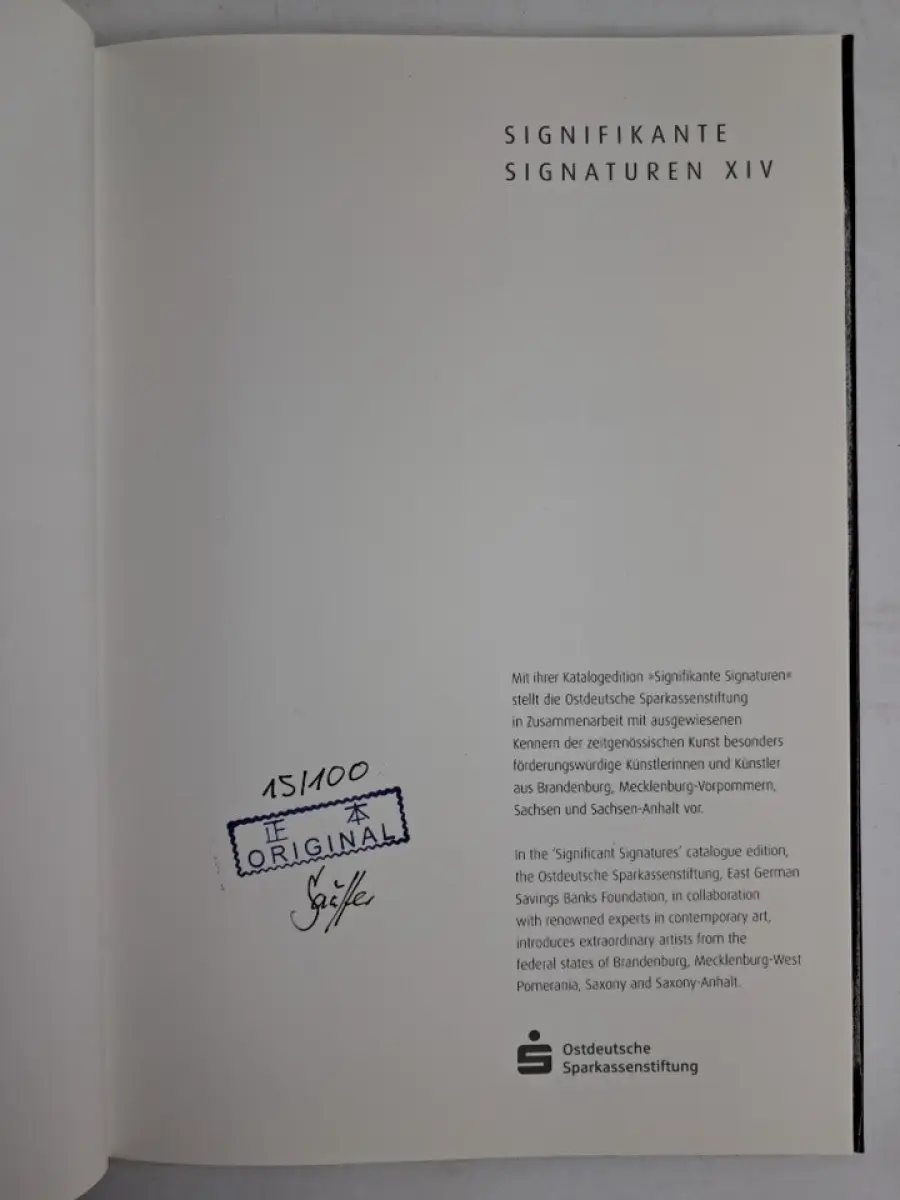 SIGNIFIKANTE
SIGNATUREN XIV
Mit ihrer Katalogedition »Signifikante Signaturen«
stellt die Ostdeutsche Sparkassenstiftung
in Zusammenarbeit mit ausgewiesenen
Kennern der zeitgenössischen Kunst besonders
förderungswürdige Künstlerinnen und Künstler
aus Brandenburg, Mecklenburg-Vorpommern,
Sachsen und Sachsen-Anhalt vor.
15/100
正 本
ORIGINAL
In the ‘Significant Signatures’ catalogue edition,
the Ostdeutsche Sparkassenstiftung, East German
Savings Banks Foundation, in collaboration
with renowned experts in contemporary art,
introduces extraordinary artists from the
federal states of Brandenburg, Mecklenburg-West
Pomerania, Saxony and Saxony-Anhalt.
Ostdeutsche
Sparkassenstiftung